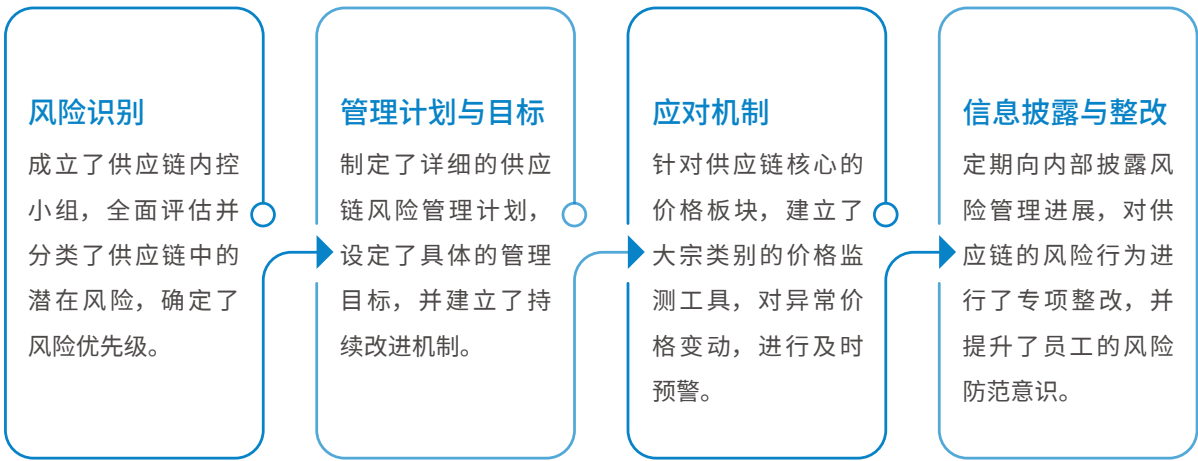 风险识别
成立了供应链内控
小组，全面评估并
分类了供应链中的
潜在风险，确定了
风险优先级。
管理计划与目标
制定了详细的供应
链风险管理计划，
设定了具体的管理
目标，并建立了持
续改进机制。
应对机制
针对供应链核心的
价格板块，建立了
大宗类别的价格监
测工具，对异常价
格变动，进行及时
预警。
信息披露与整改
定期向内部披露风
险管理进展，对供
应链的风险行为进
行了专项整改，并
提升了员工的风险
防范意识。